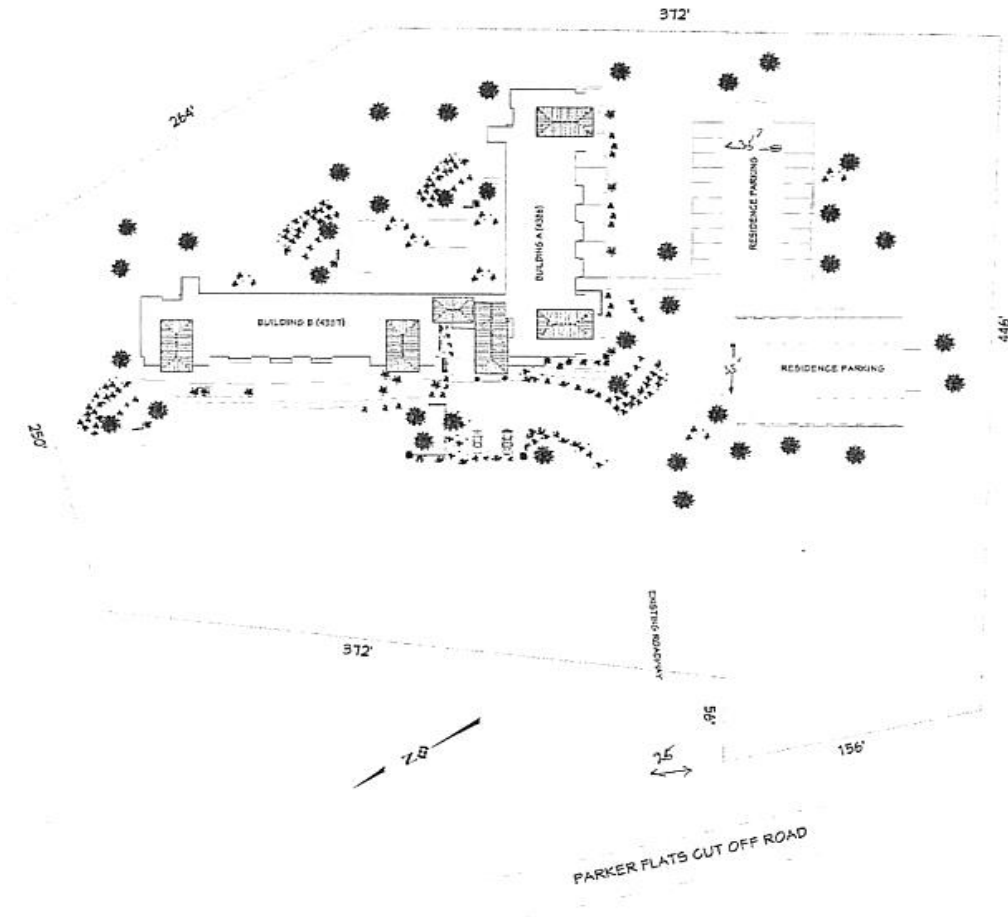 372'
264'
35'
RESIDENCE PARKING
BUILDING A (4386)
446'
BUILDING B (4387)
35'
RESIDENCE PARKING
250'
EXISTING ROADWAY
372'
56'
25
156'
PARKER FLATS CUT OFF ROAD